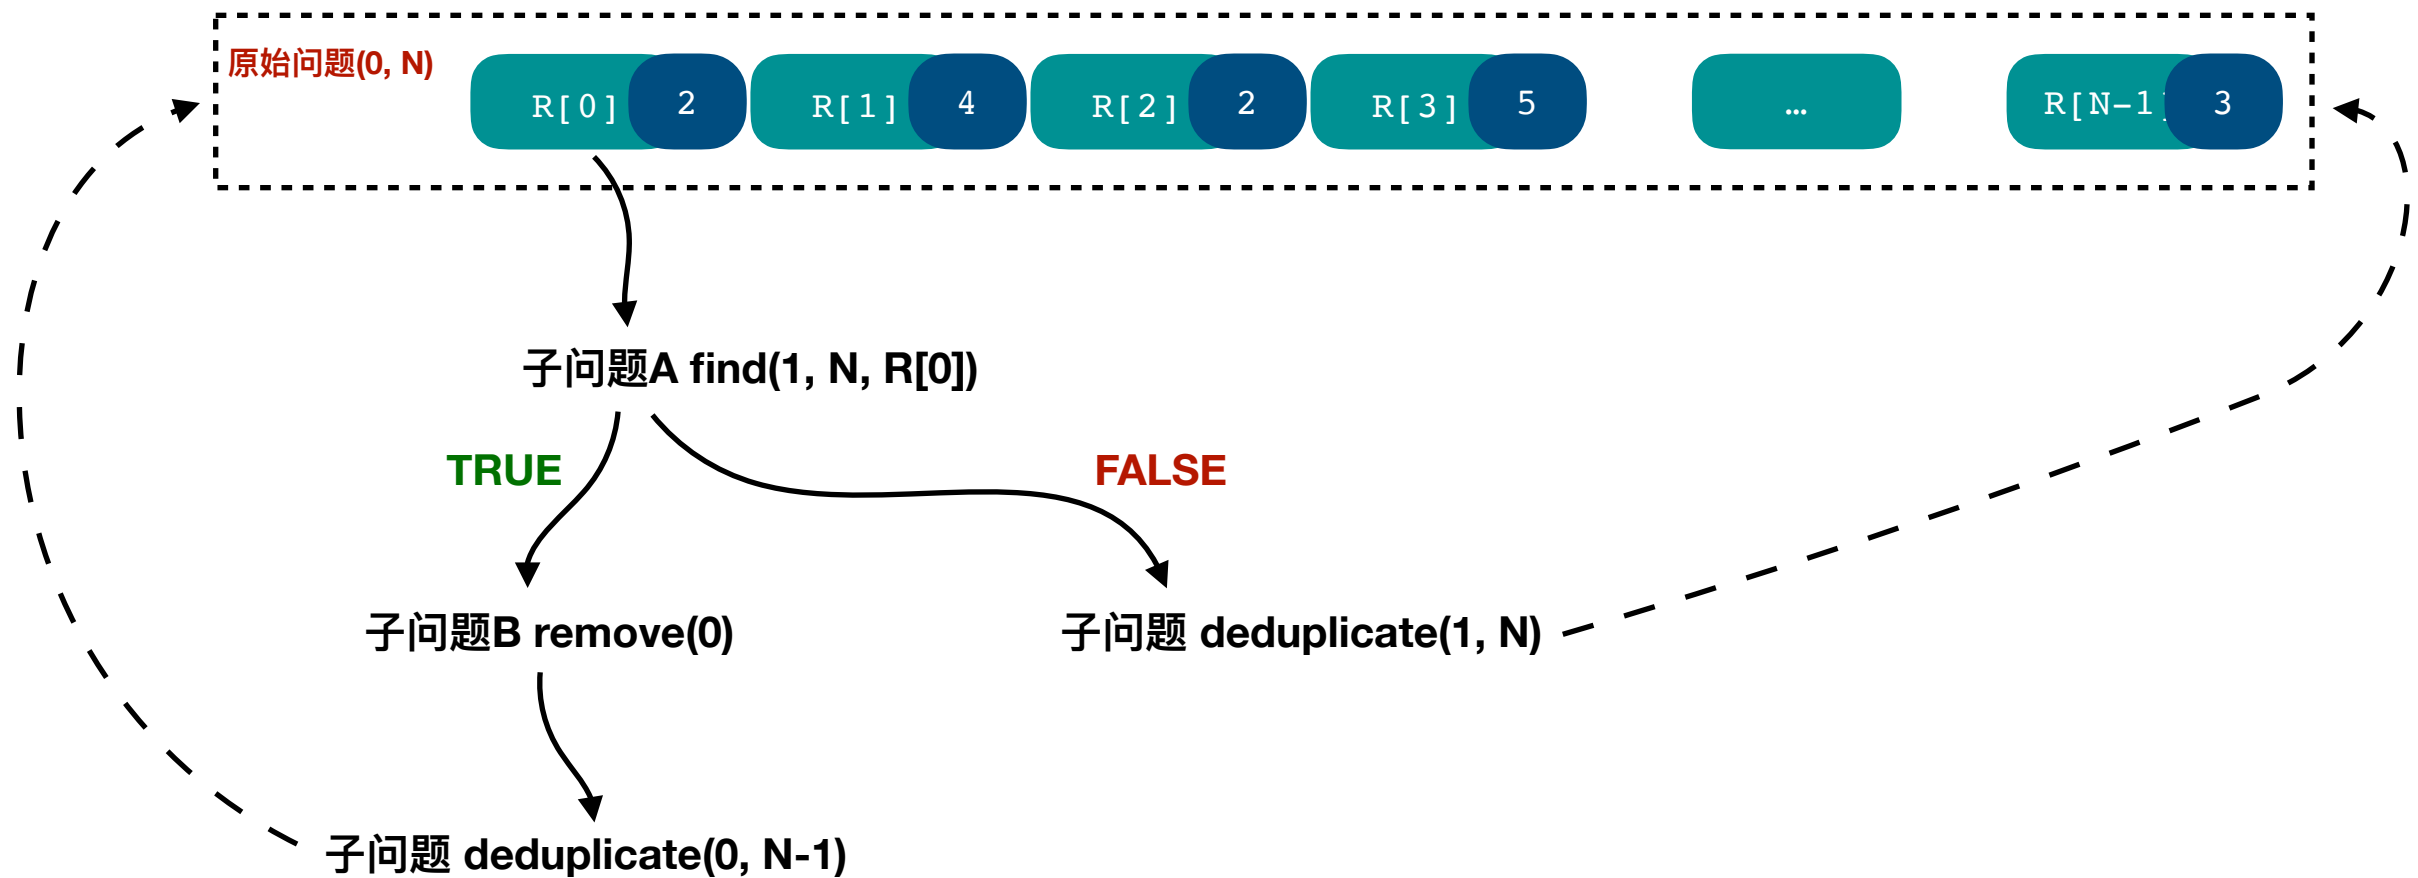 原始问题(0, N)
R[0] 2 R[1] 4 R[2] 2 R[3] 5 … R[N-1] 3
子问题A find(1, N, R[0])
TRUE FALSE
子问题B remove(0) 子问题 deduplicate(1, N)
子问题 deduplicate(0, N-1)